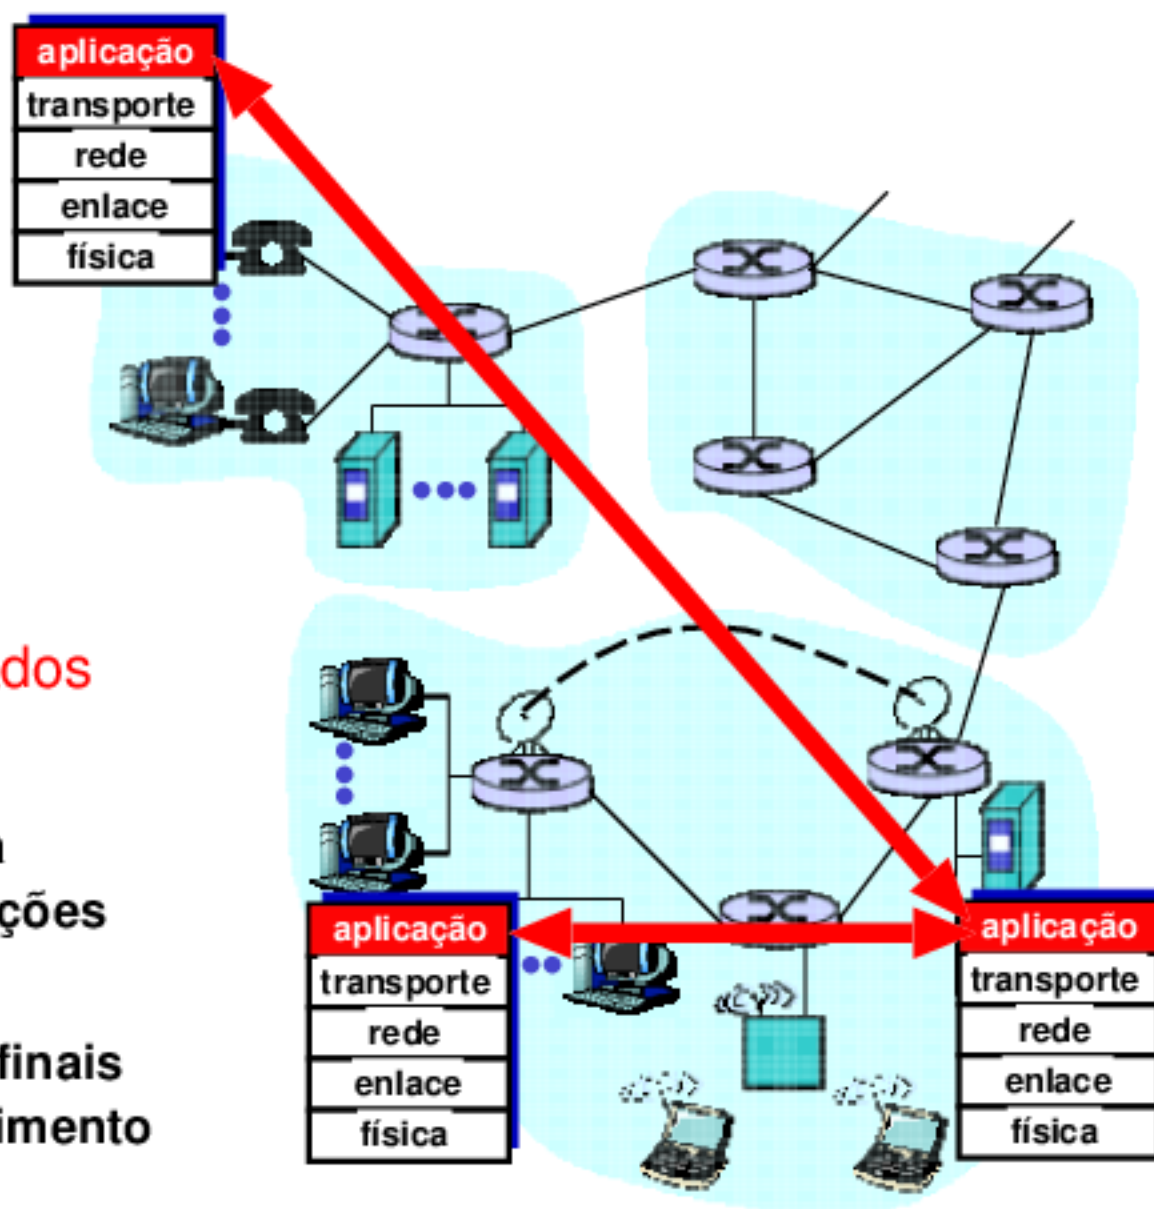 aplicação
transporte
rede
enlace
física
dos
ções
finais
imento
aplicação
transporte
rede
enlace
física
aplicação
transporte
rede
enlace
física